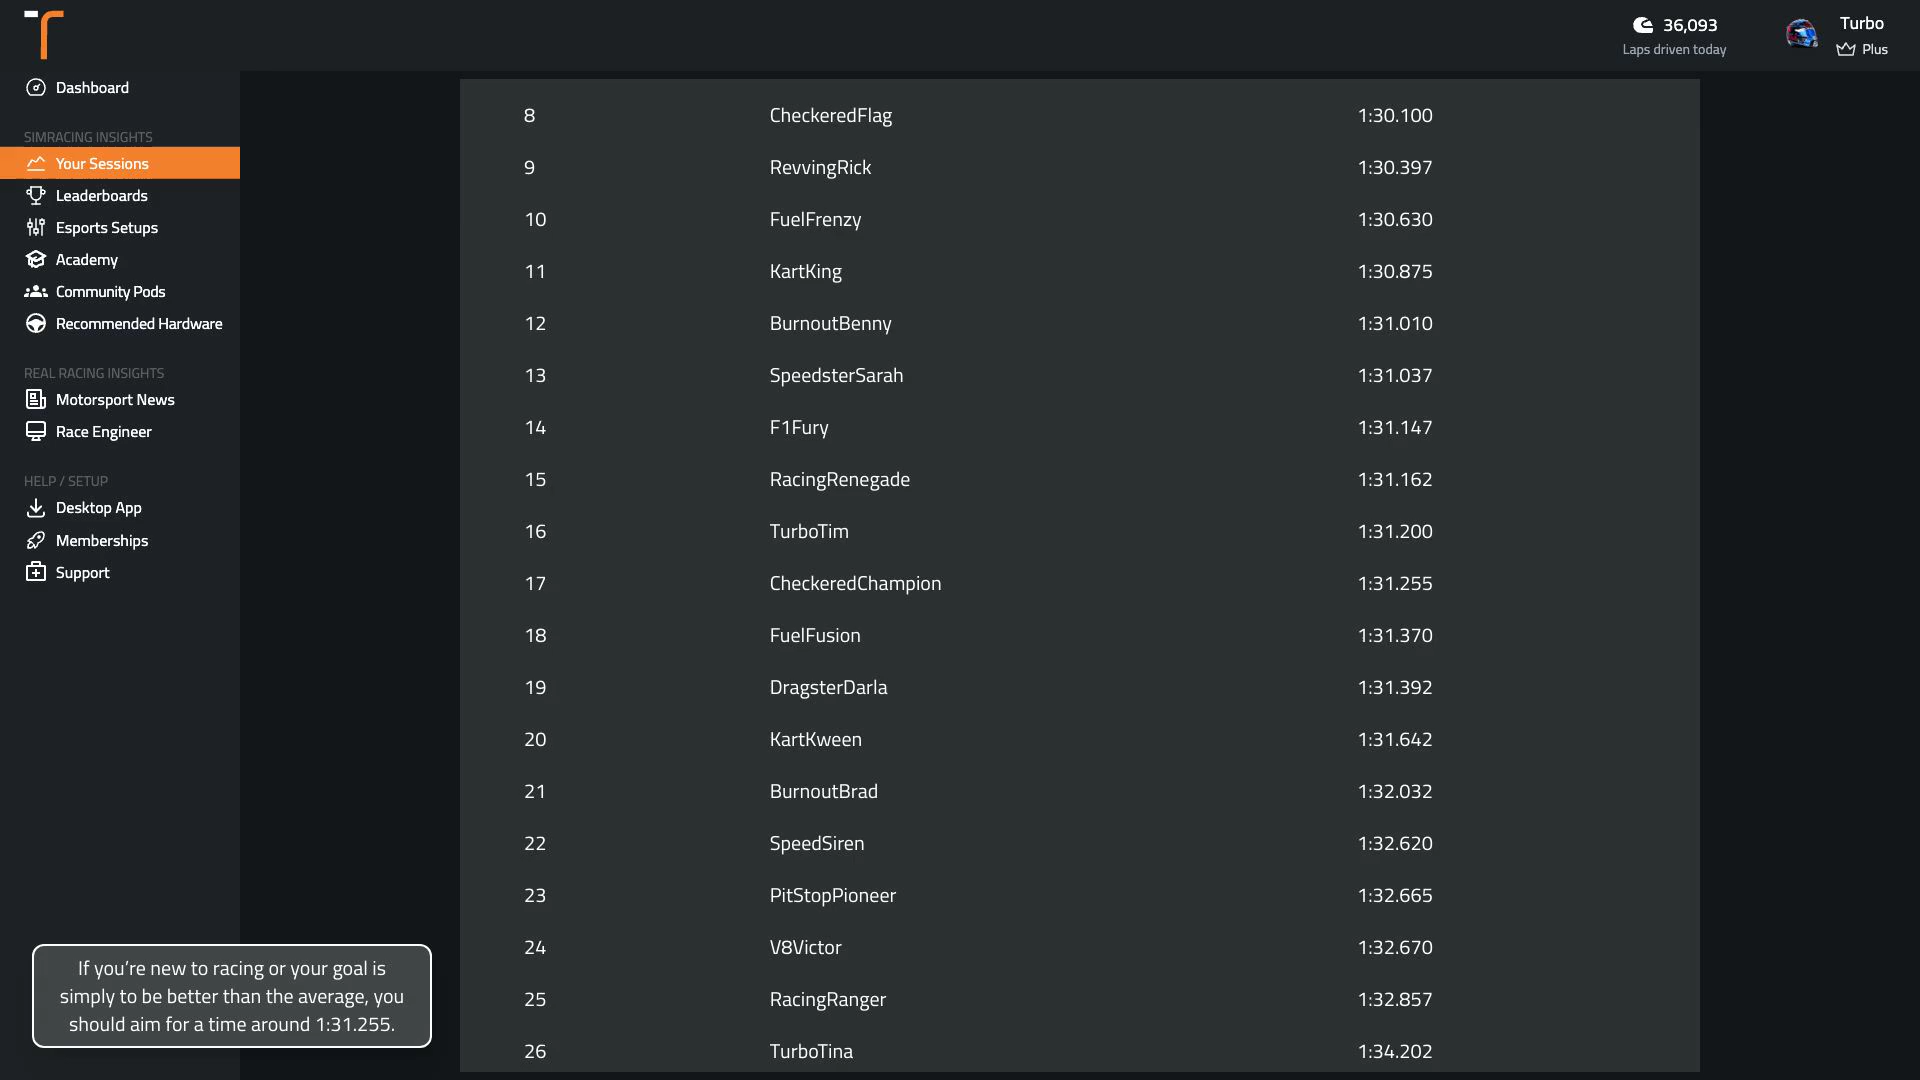 36,093
Laps driven today
Turbo
Plus
Dashboard
SIMRACING INSIGHTS
Your Sessions
Leaderboards
Esports Setups
Academy
Community Pods
Recommended Hardware
REAL RACING INSIGHTS
Motorsport News
Race Engineer
HELP / SETUP
Desktop App
Memberships
Support
8 CheckeredFlag 1:30.100
9 RevvingRick 1:30.397
10 FuelFrenzy 1:30.630
11 KartKing 1:30.875
12 BurnoutBenny 1:31.010
13 SpeedsterSarah 1:31.037
14 F1Fury 1:31.147
15 RacingRenegade 1:31.162
16 TurboTim 1:31.200
17 CheckeredChampion 1:31.255
18 FuelFusion 1:31.370
19 DragsterDarla 1:31.392
20 KartKween 1:31.642
21 BurnoutBrad 1:32.032
22 SpeedSiren 1:32.620
23 PitStopPioneer 1:32.665
24 V8Victor 1:32.670
25 RacingRanger 1:32.857
26 TurboTina 1:34.202
If you’re new to racing or your goal is
simply to be better than the average, you
should aim for a time around 1:31.255.